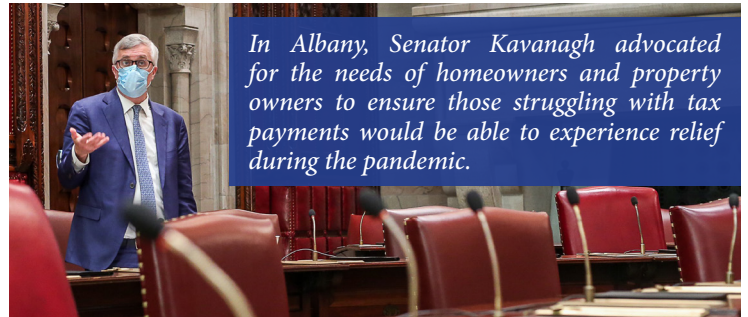 In Albany, Senator Kavanagh advocated
for the needs of homeowners and property
owners to ensure those struggling with tax
payments would be able to experience relief
during the pandemic.